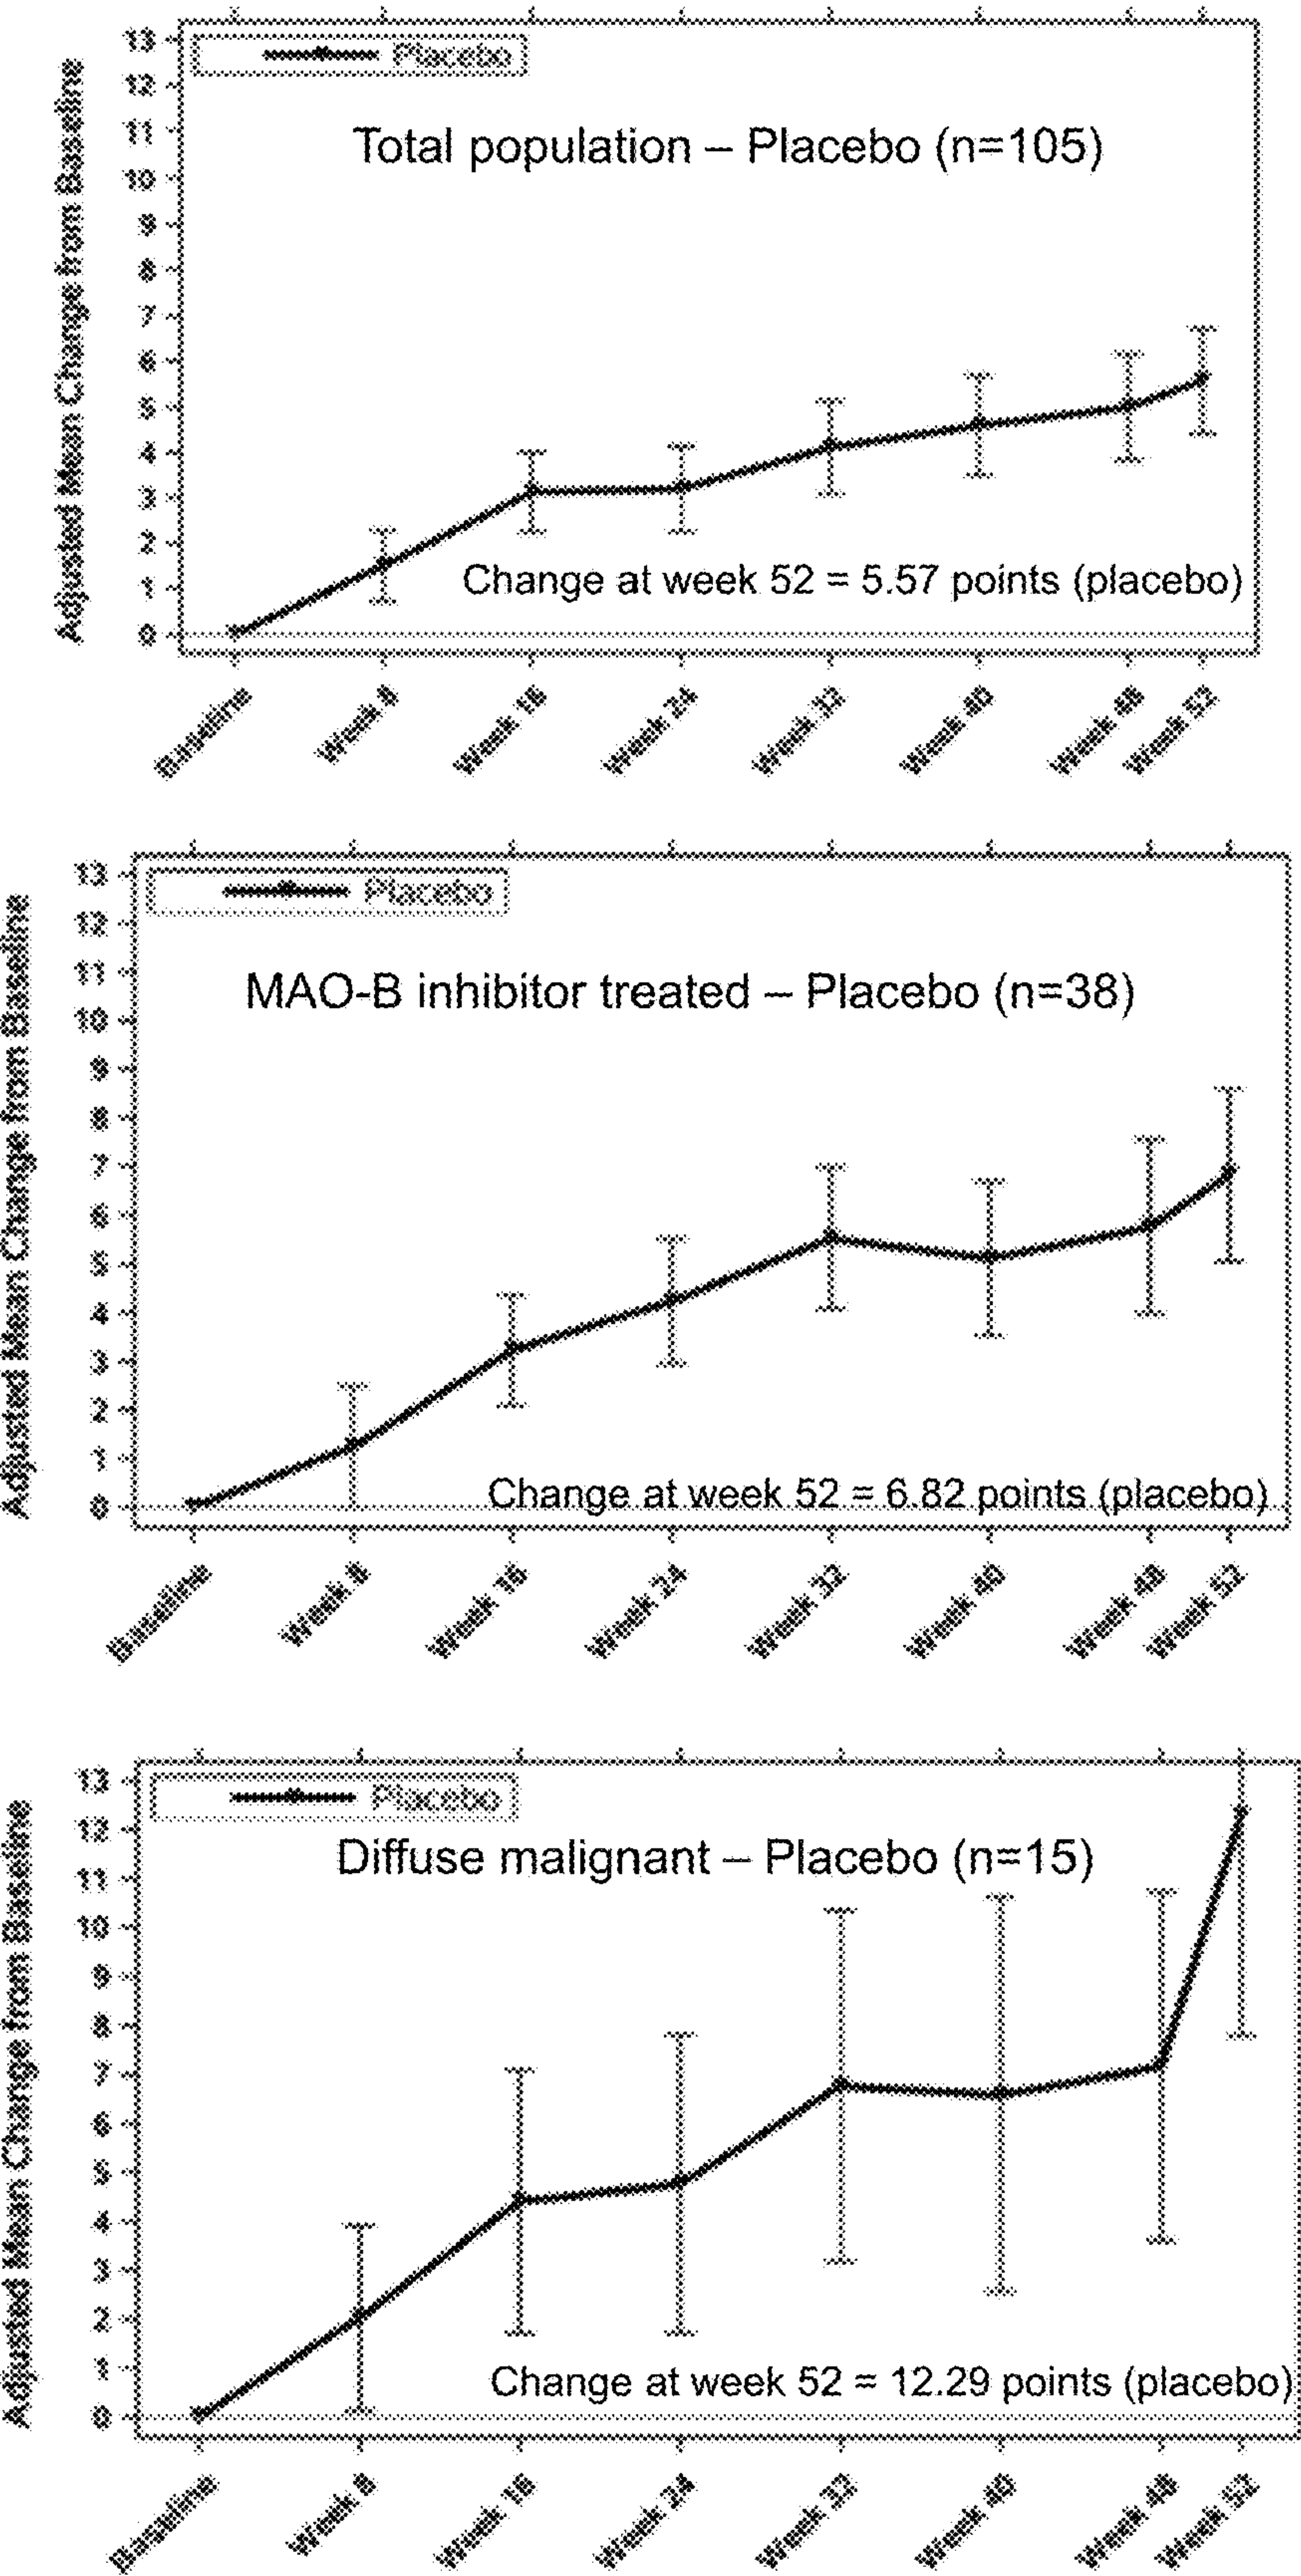 Adjusted Mean Change from Baseline
13
Placebo
12
Total population – Placebo (n=105)
11
10
9
8
7
6
5
4
3
2
Change at week 52 = 5.57 points (placebo)
1
0
Baseline
Week 8
Week 16
Week 24
Week 32
Week 40
Week 48
Week 52
Adjusted Mean Change from Baseline
13
Placebo
12
11
MAO-B inhibitor treated – Placebo (n=38)
10
9
8
7
6
5
4
3
2
1
Change at week 52 = 6.82 points (placebo)
0
Baseline
Week 8
Week 16
Week 24
Week 32
Week 40
Week 48
Week 52
Adjusted Mean Change from Baseline
13
Placebo
12
Diffuse malignant – Placebo (n=15)
11
10
9
8
7
6
5
4
3
2
1
Change at week 52 = 12.29 points (placebo)
0
Baseline
Week 8
Week 16
Week 24
Week 32
Week 40
Week 48
Week 52